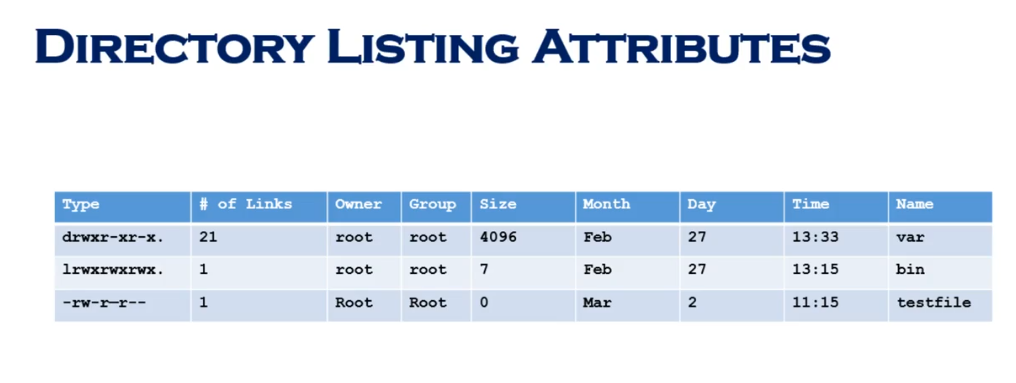 Directory Listing Attributes
Type # of Links Owner Group Size Month Day Time Name
drwxr-xr-x. 21 root root 4096 Feb 27 13:33 var
lrwxrwxrwx. 1 root root 7 Feb 27 13:15 bin
-rw-r—r-- 1 Root Root 0 Mar 2 11:15 testfile